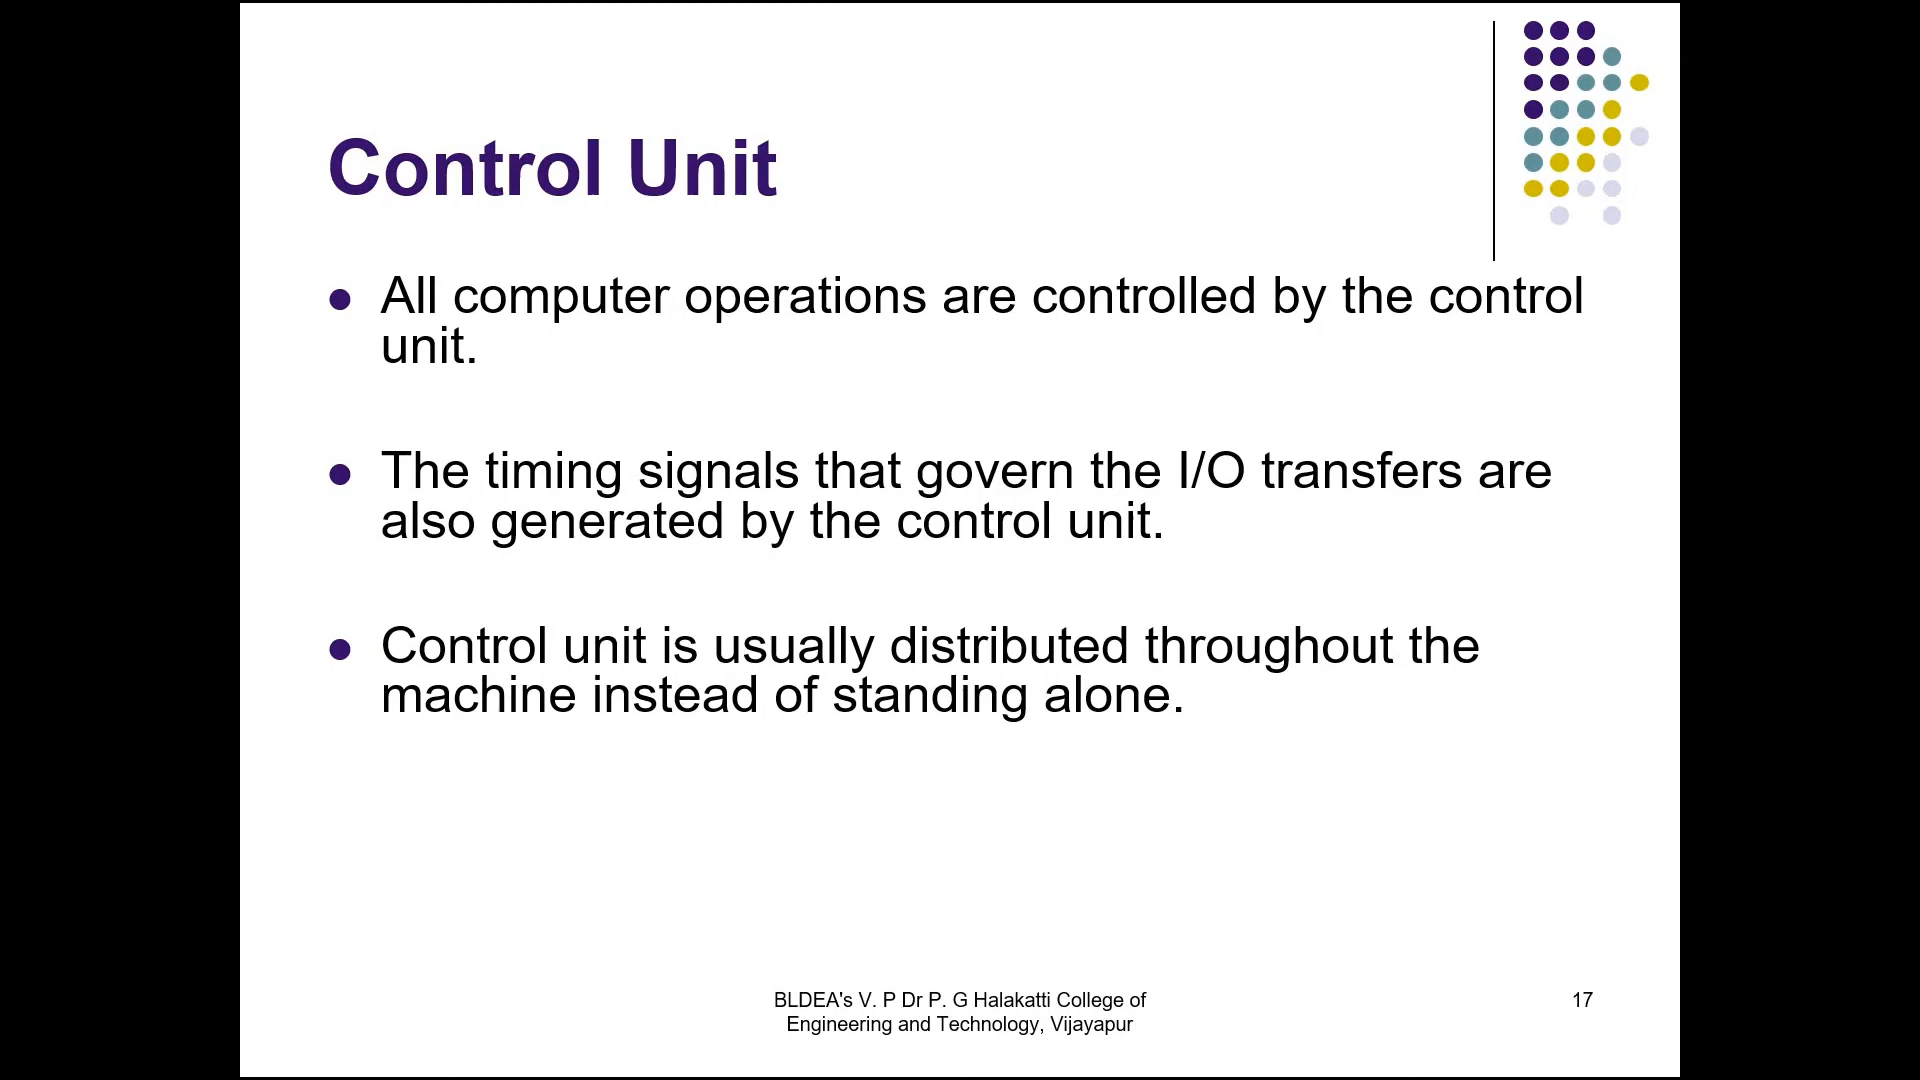 Control Unit
● All computer operations are controlled by the control
unit.
● The timing signals that govern the I/O transfers are
also generated by the control unit.
● Control unit is usually distributed throughout the
machine instead of standing alone.
BLDEA's V. P Dr P. G Halakatti College of
Engineering and Technology, Vijayapur
17